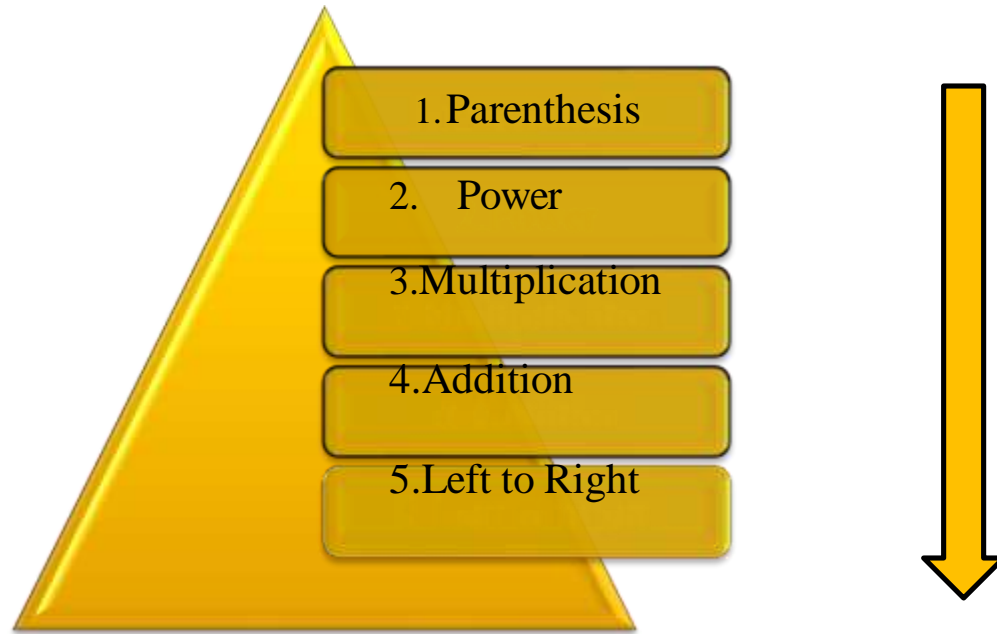 1. Parenthesis
2. Power
3.Multiplication
4.Addition
5.Left to Right